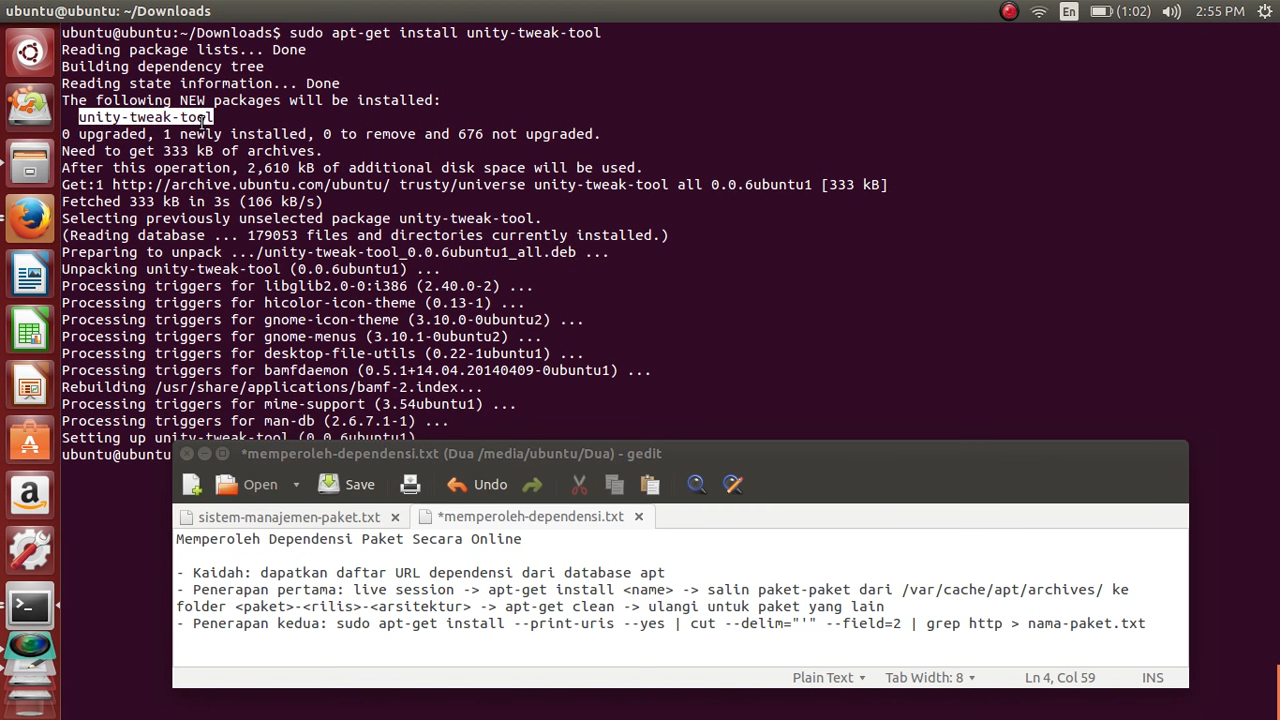 ubuntu@ubuntu: ~/Downloads
En
(1:02)
2:55 PM
ubuntu@ubuntu:~/Downloads$ sudo apt-get install unity-tweak-tool
Reading package lists... Done
Building dependency tree
Reading state information... Done
The following NEW packages will be installed:
unity-tweak-tool
0 upgraded, 1 newly installed, 0 to remove and 676 not upgraded.
Need to get 333 kB of archives.
After this operation, 2,610 kB of additional disk space will be used.
Get:1 http://archive.ubuntu.com/ubuntu/ trusty/universe unity-tweak-tool all 0.0.6ubuntu1 [333 kB]
Fetched 333 kB in 3s (106 kB/s)
Selecting previously unselected package unity-tweak-tool.
(Reading database ... 179053 files and directories currently installed.)
Preparing to unpack .../unity-tweak-tool_0.0.6ubuntu1_all.deb ...
Unpacking unity-tweak-tool (0.0.6ubuntu1) ...
Processing triggers for libglib2.0-0:i386 (2.40.0-2) ...
Processing triggers for hicolor-icon-theme (0.13-1) ...
Processing triggers for gnome-icon-theme (3.10.0-0ubuntu2) ...
Processing triggers for gnome-menus (3.10.1-0ubuntu2) ...
Processing triggers for desktop-file-utils (0.22-1ubuntu1) ...
Processing triggers for bamfdaemon (0.5.1+14.04.20140409-0ubuntu1) ...
Rebuilding /usr/share/applications/bamf-2.index...
Processing triggers for mime-support (3.54ubuntu1) ...
Processing triggers for man-db (2.6.7.1-1) ...
Setting up unity-tweak-tool (0.0.6ubuntu1)
ubuntu@ubuntu
*memperoleh-dependensi.txt (Dua /media/ubuntu/Dua) - gedit
Open Save Undo
sistem-manajemen-paket.txt *memperoleh-dependensi.txt
Memperoleh Dependensi Paket Secara Online
- Kaidah: dapatkan daftar URL dependensi dari database apt
- Penerapan pertama: live session -> apt-get install <name> -> salin paket-paket dari /var/cache/apt/archives/ ke
folder <paket>-<rilis>-<arsitektur> -> apt-get clean -> ulangi untuk paket yang lain
- Penerapan kedua: sudo apt-get install --print-uris --yes | cut --delim="'" --field=2 | grep http > nama-paket.txt
Plain Text Tab Width: 8 Ln 4, Col 59 INS